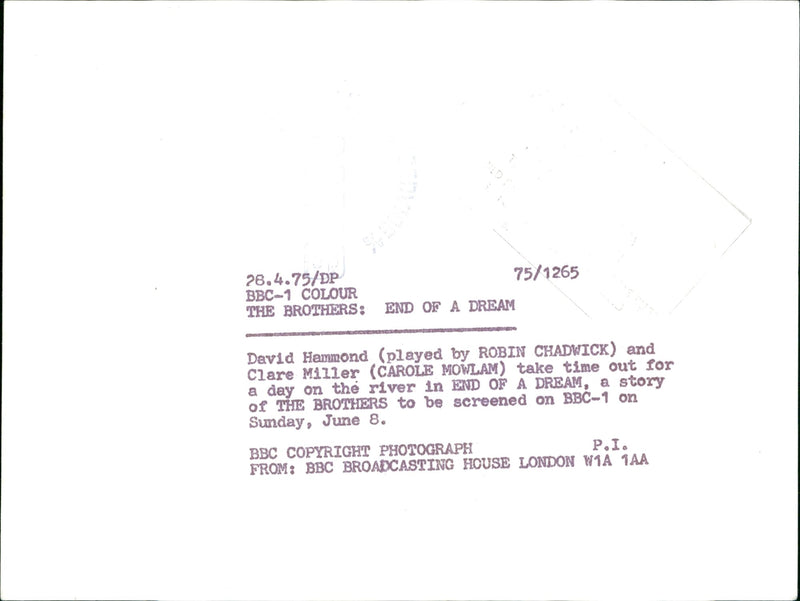 28.4.75/DP 75/1265
BBC-1 COLOUR
THE BROTHERS: END OF A DREAM
David Hammond (played by ROBIN CHADWICK) and
Clare Miller (CAROLE MOWLAM) take time out for
a day on the river in END OF A DREAM, a story
of THE BROTHERS to be screened on BBC-1 on
Sunday, June 8.
BBC COPYRIGHT PHOTOGRAPH P.I.
FROM: BBC BROADCASTING HOUSE LONDON W1A 1AA